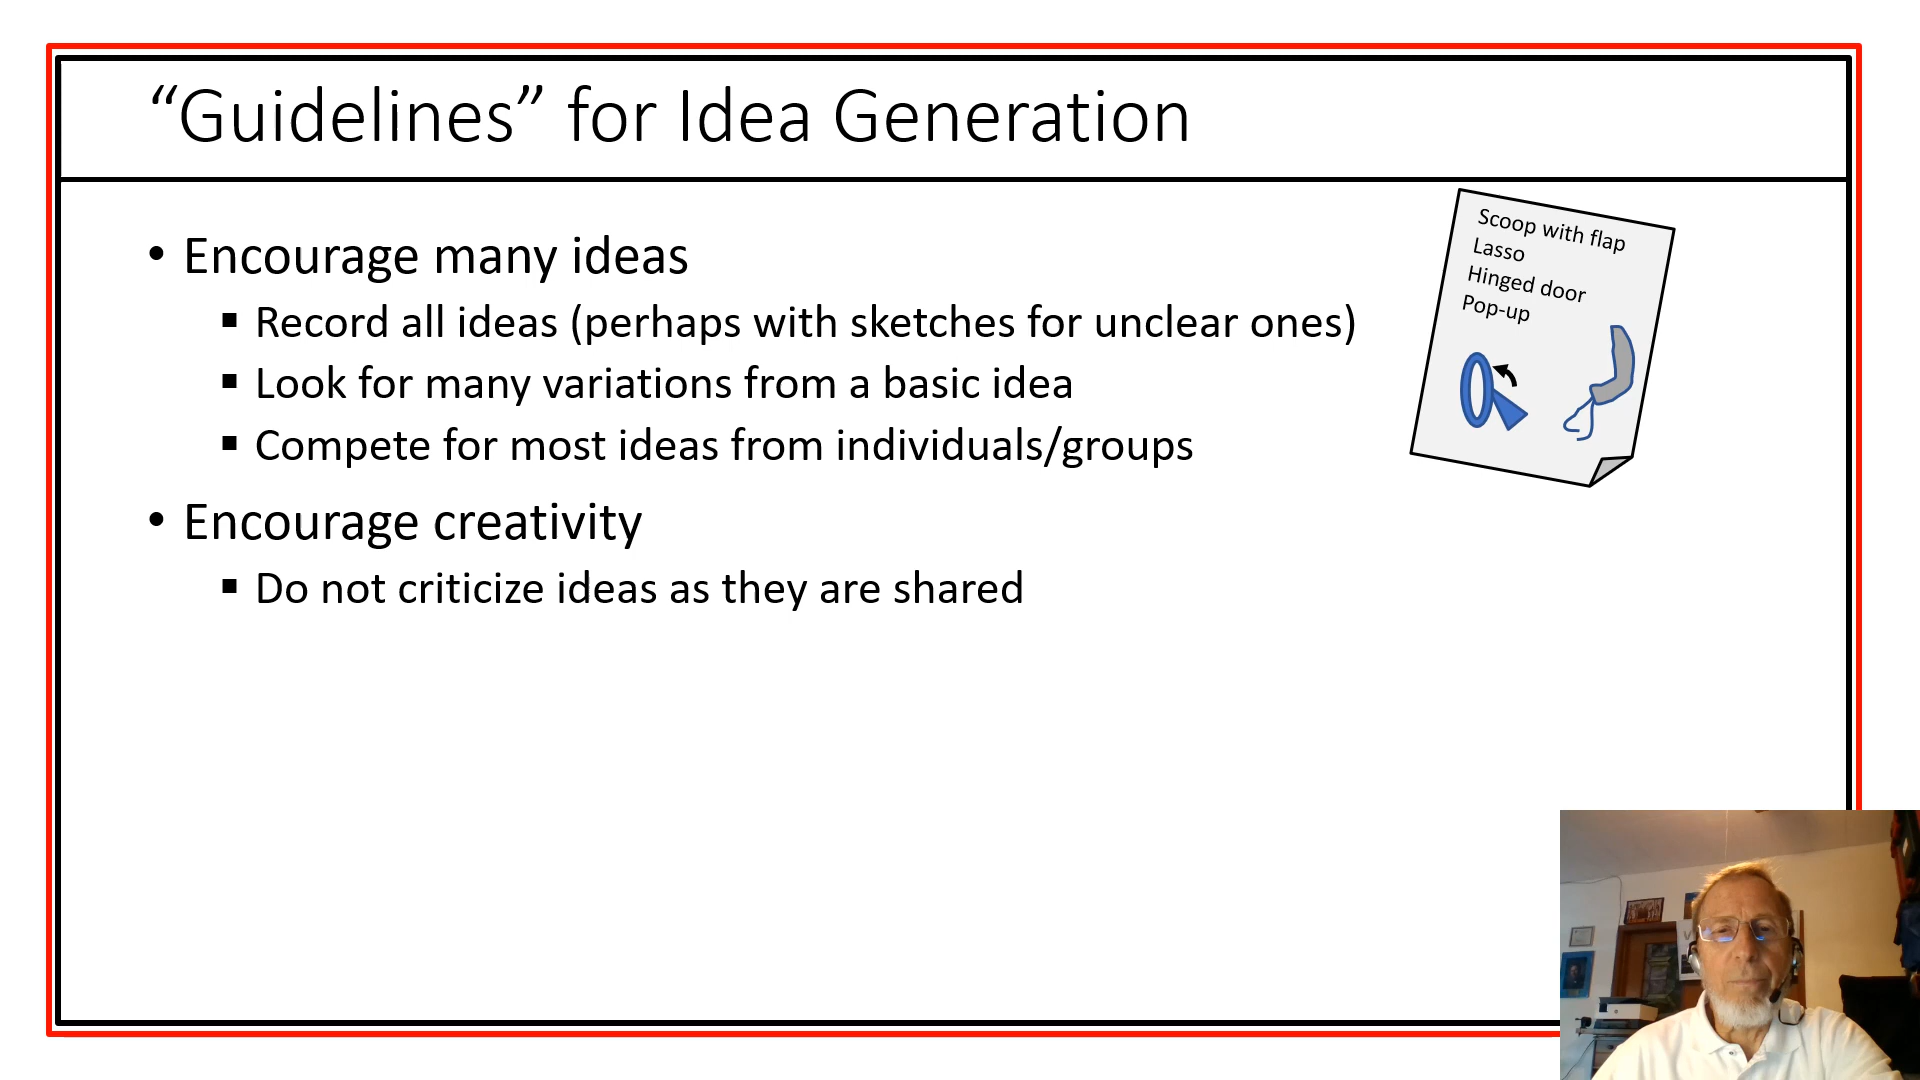 “Guidelines” for Idea Generation
• Encourage many ideas
▪ Record all ideas (perhaps with sketches for unclear ones)
▪ Look for many variations from a basic idea
▪ Compete for most ideas from individuals/groups
• Encourage creativity
▪ Do not criticize ideas as they are shared
Scoop with flap
Lasso
Hinged door
Pop-up